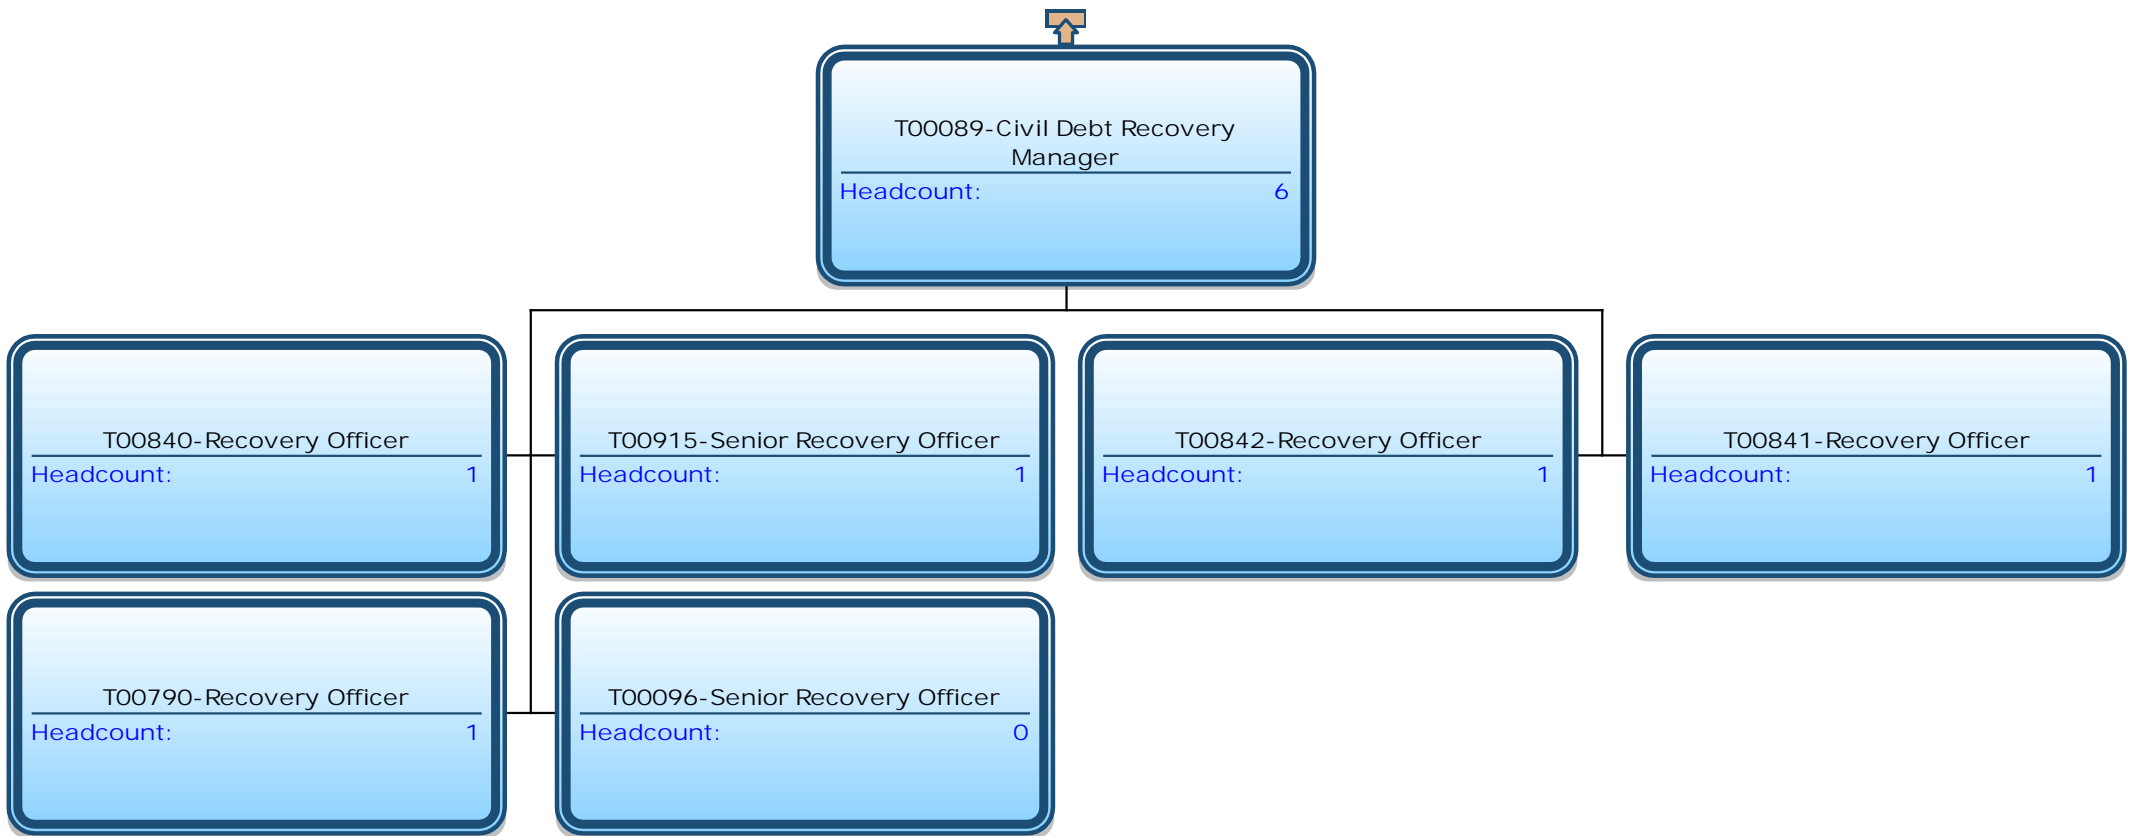 T00089-Civil Debt Recovery
Manager
Headcount: 6
T00840-Recovery Officer
Headcount: 1
T00915-Senior Recovery Officer
Headcount: 1
T00842-Recovery Officer
Headcount: 1
T00841-Recovery Officer
Headcount: 1
T00790-Recovery Officer
Headcount: 1
T00096-Senior Recovery Officer
Headcount: 0